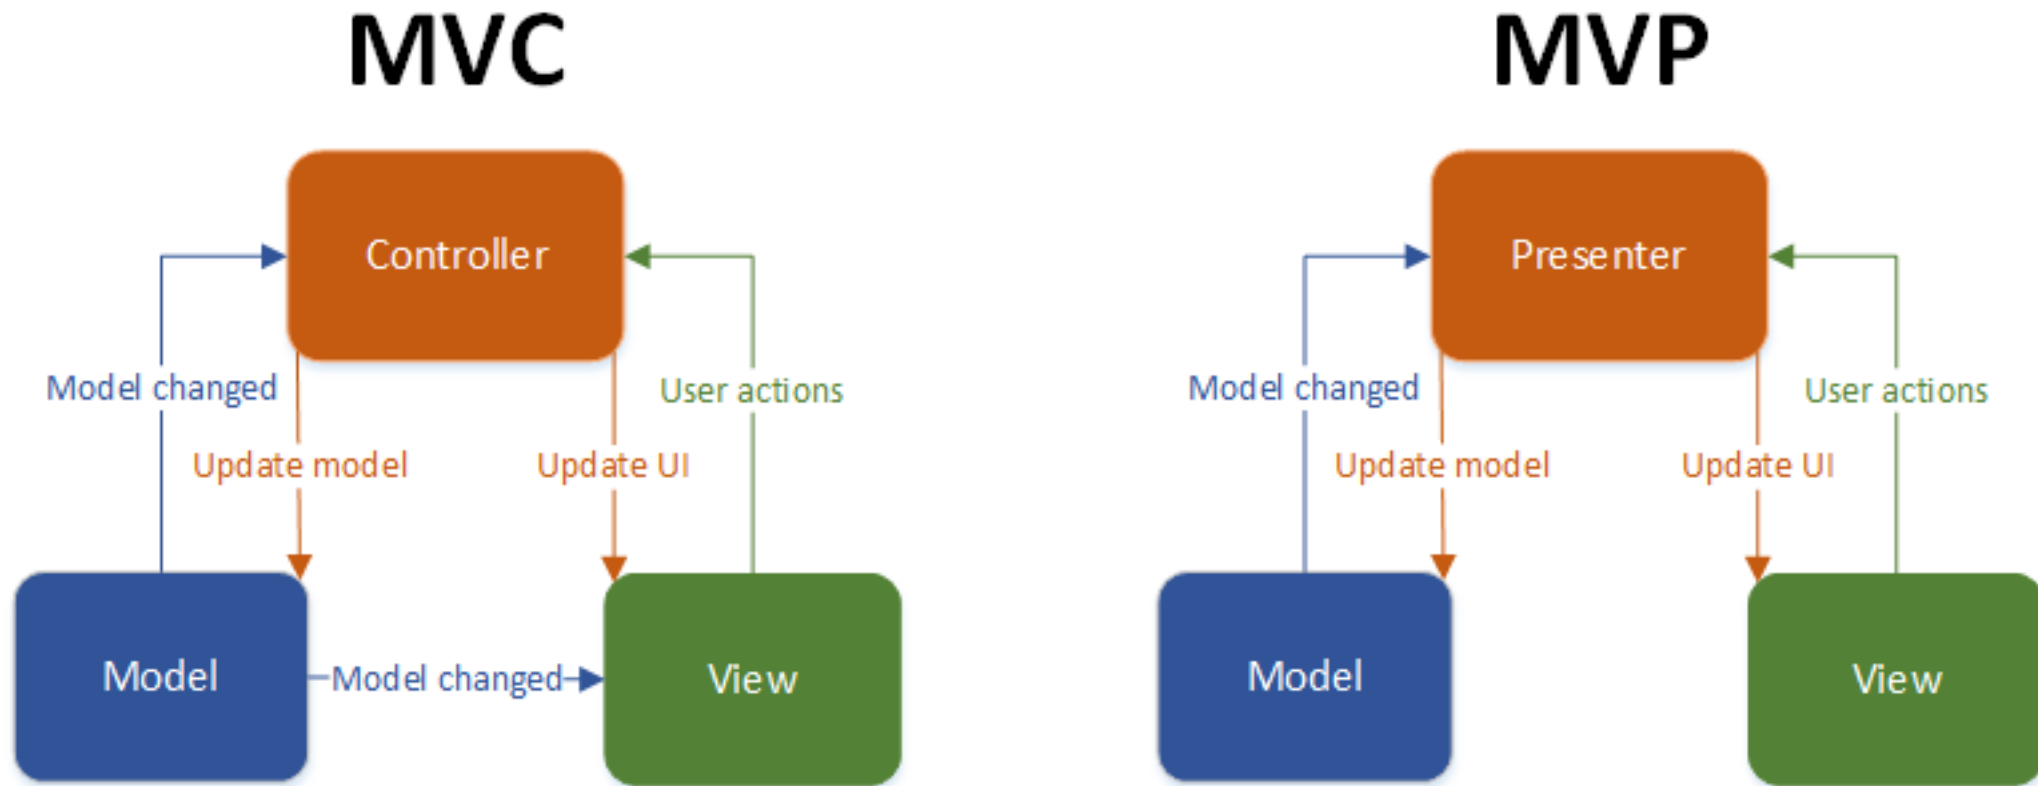 MVC
Controller
Model changed
User actions
Update model
Update UI
Model
Model changed
View
MVP
Presenter
Model changed
User actions
Update model
Update UI
Model
View